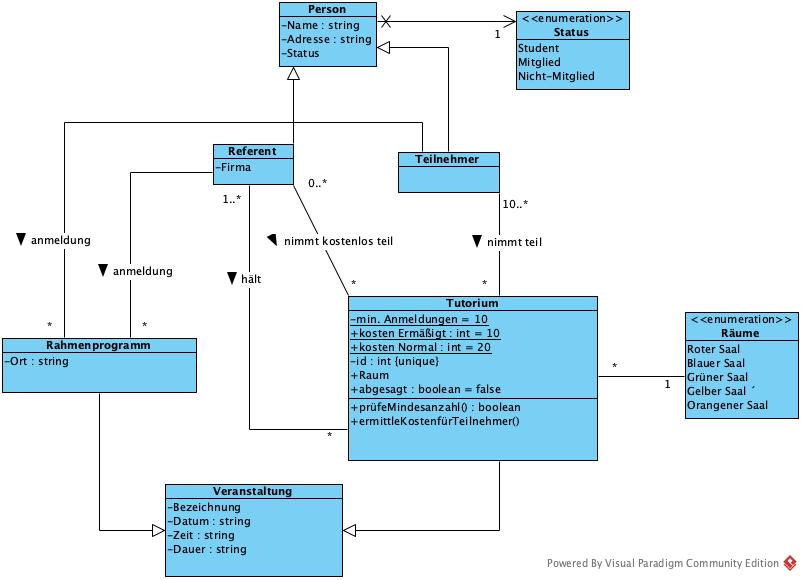 Person
-Name : string
-Adresse : string
-Status
1
<<enumeration>>
Status
Student
Mitglied
Nicht-Mitglied
Referent
-Firma
Teilnehmer
0..*
1..*
10..*
anmeldung
anmeldung
nimmt kostenlos teil
nimmt teil
hält
*
*
*
*
Rahmenprogramm
-Ort : string
Tutorium
-min. Anmeldungen = 10
+kosten Ermäßigt : int = 10
+kosten Normal : int = 20
-id : int {unique}
+Raum
+abgesagt : boolean = false
+prüfeMindesanzahl() : boolean
+ermittleKostenfürTeilnehmer()
*
1
<<enumeration>>
Räume
Roter Saal
Blauer Saal
Grüner Saal
Gelber Saal ´
Orangener Saal
*
Veranstaltung
-Bezeichnung
-Datum : string
-Zeit : string
-Dauer : string
Powered By Visual Paradigm Community Edition